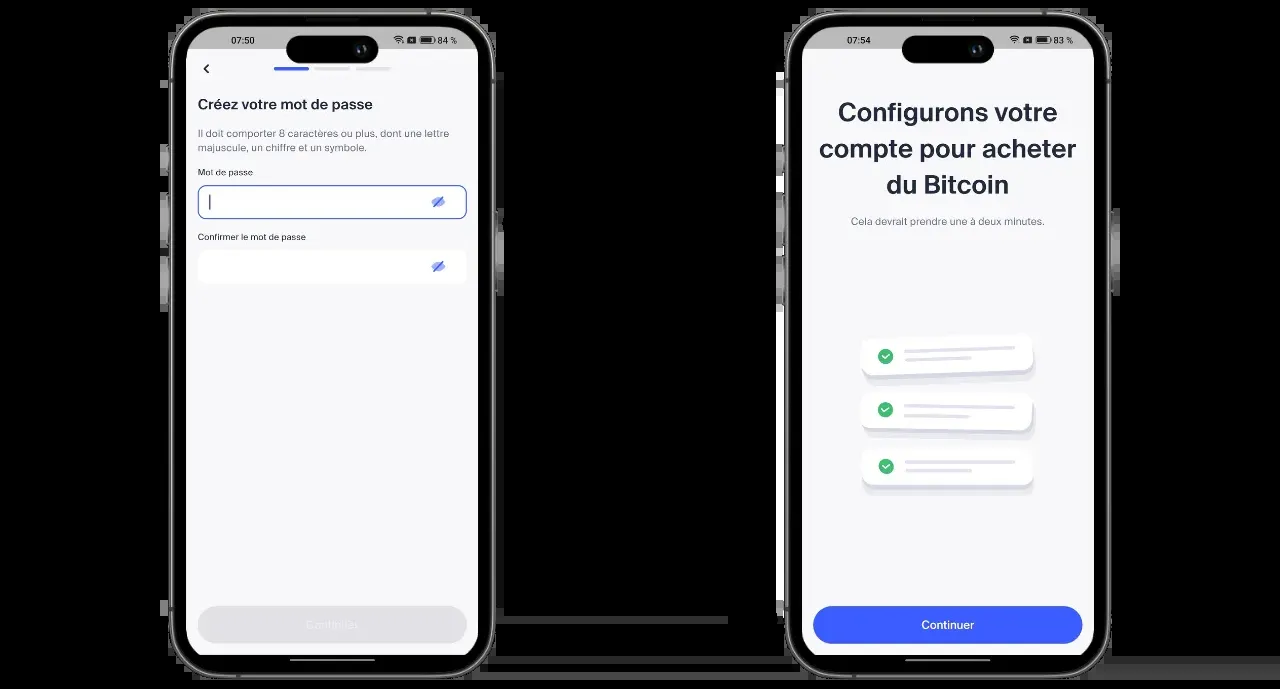 07:50
84 %
Créez votre mot de passe
Il doit comporter 8 caractères ou plus, dont une lettre
majuscule, un chiffre et un symbole.
Mot de passe
Confirmer le mot de passe
Continuer
07:54
83 %
Configurons votre
compte pour acheter
du Bitcoin
Cela devrait prendre une à deux minutes.
Continuer